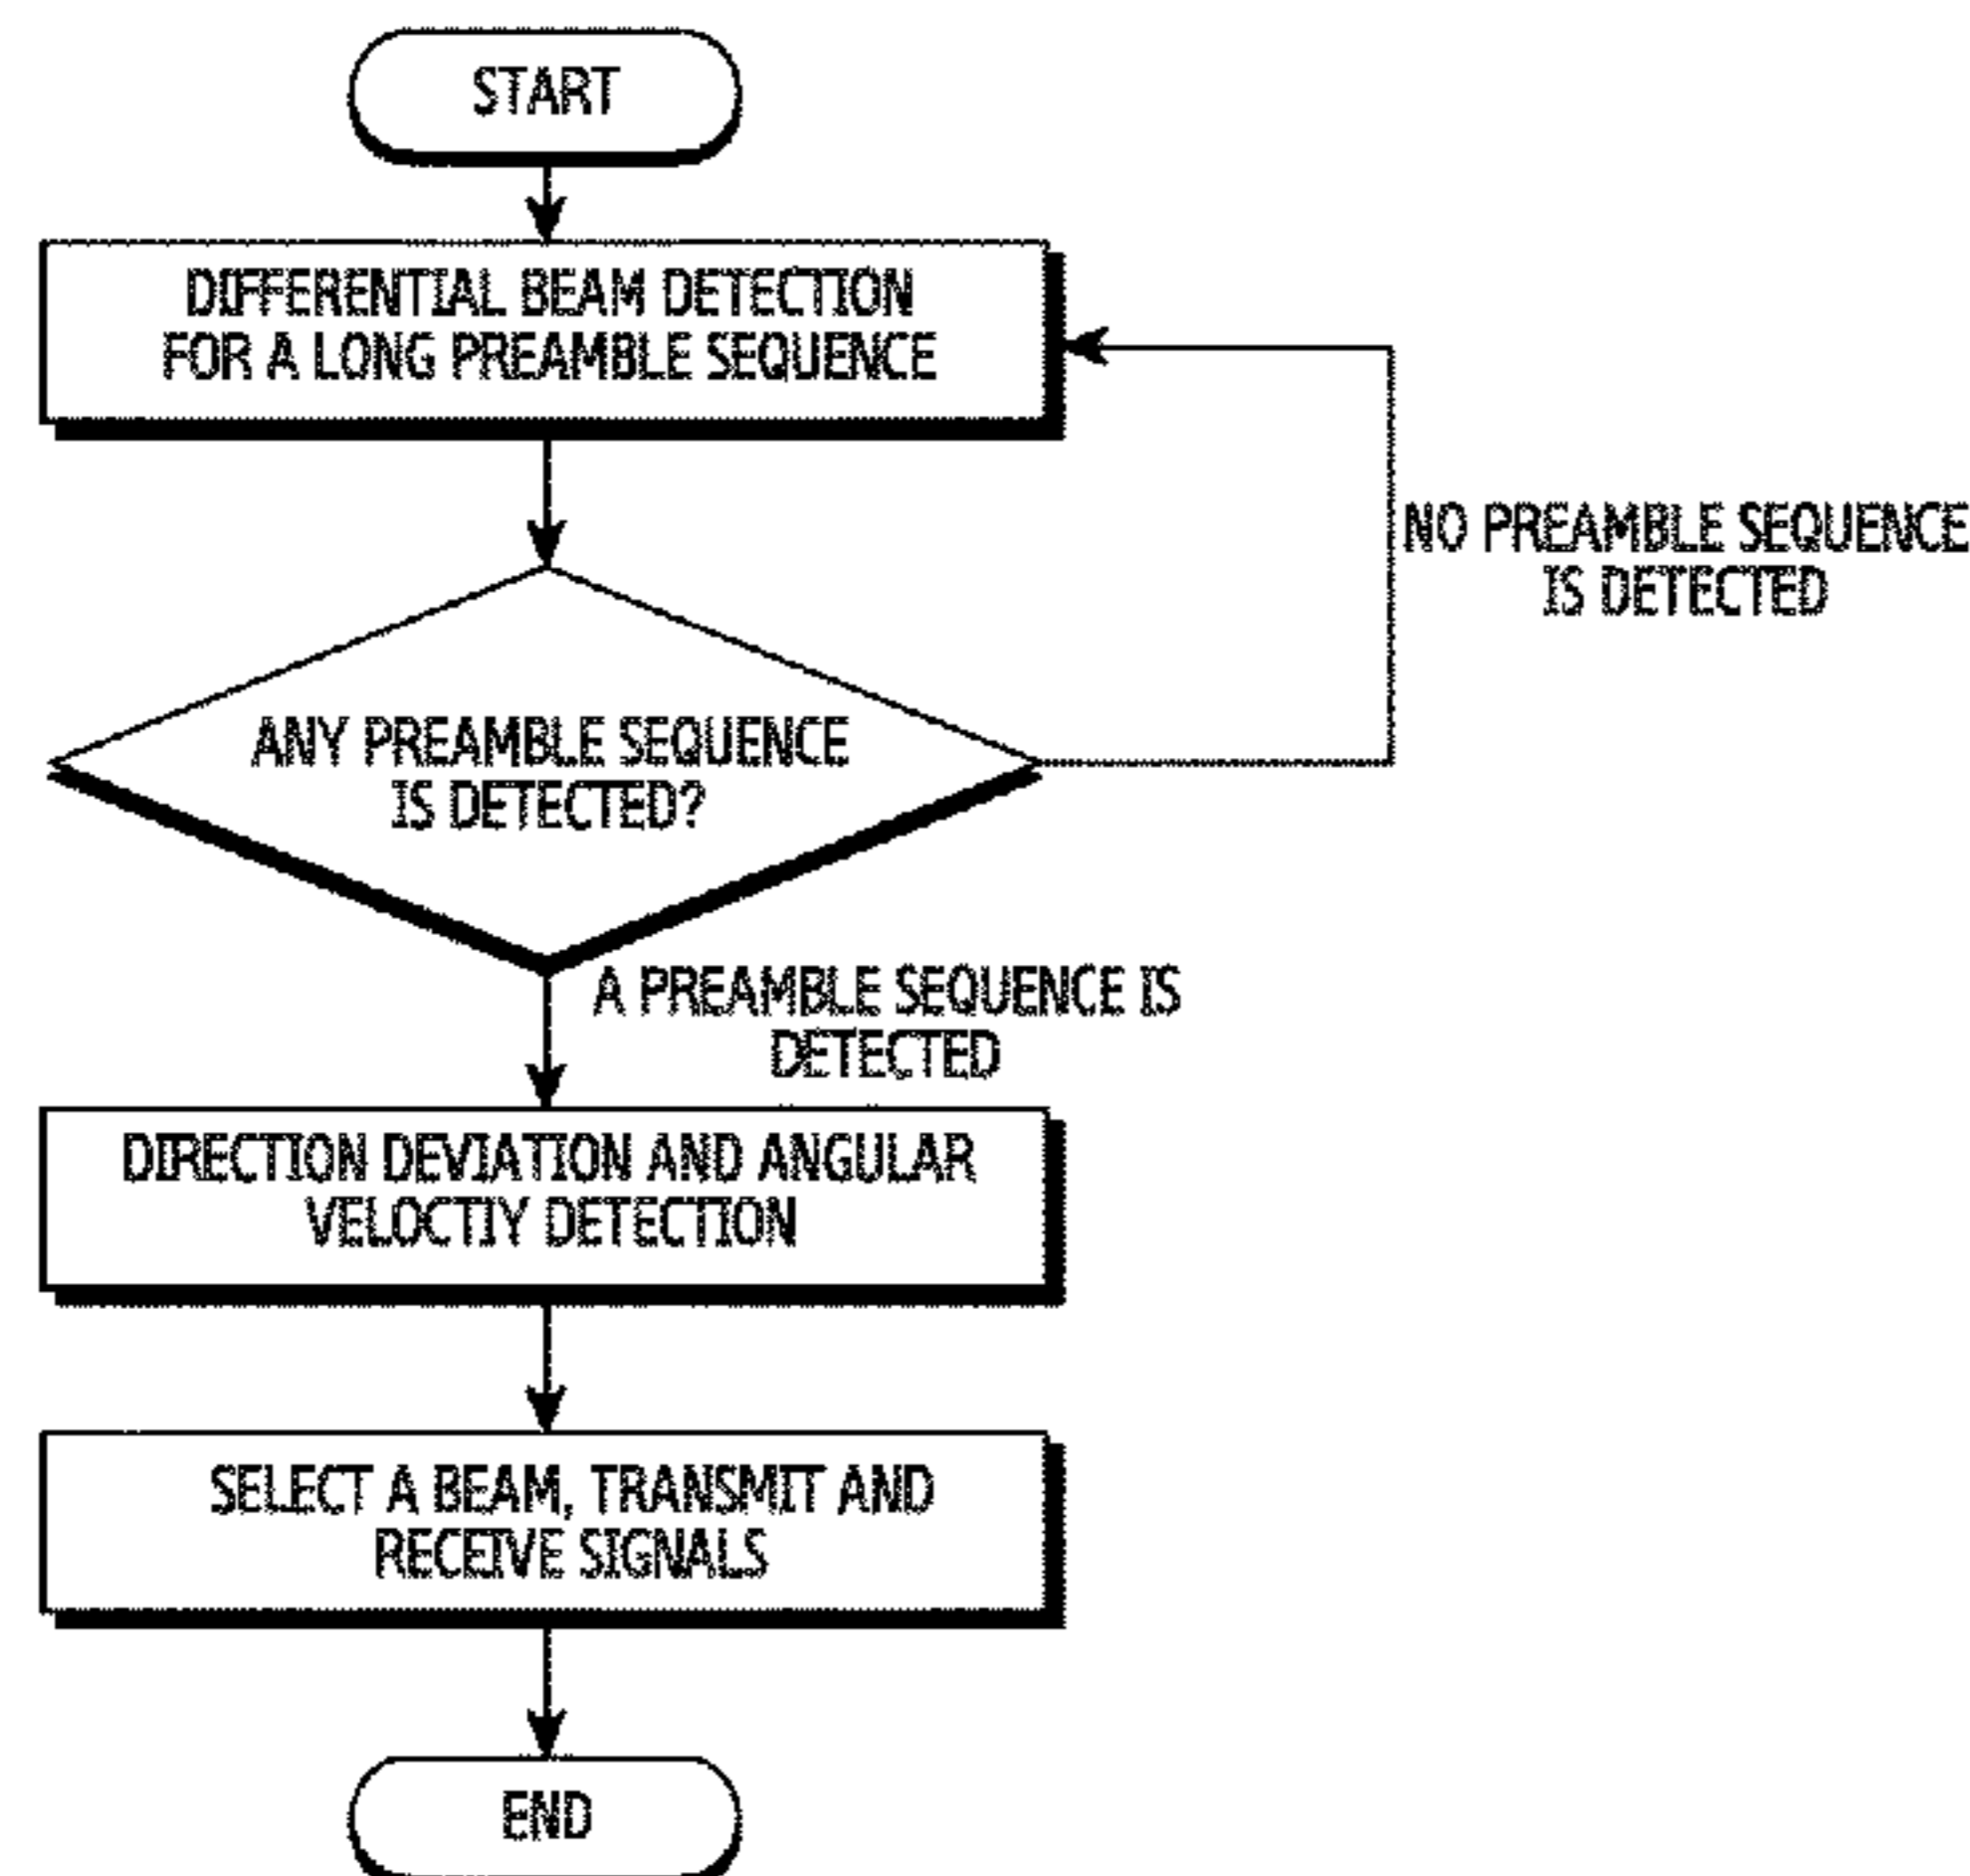 START
DIFFERENTIAL BEAM DETECTION
FOR A LONG PREAMBLE SEQUENCE
NO PREAMBLE SEQUENCE
IS DETECTED
ANY PREAMBLE SEQUENCE
IS DETECTED?
A PREAMBLE SEQUENCE IS
DETECTED
DIRECTION DEVIATION AND ANGULAR
VELOCTIY DETECTION
SELECT A BEAM, TRANSMIT AND
RECEIVE SIGNALS
END